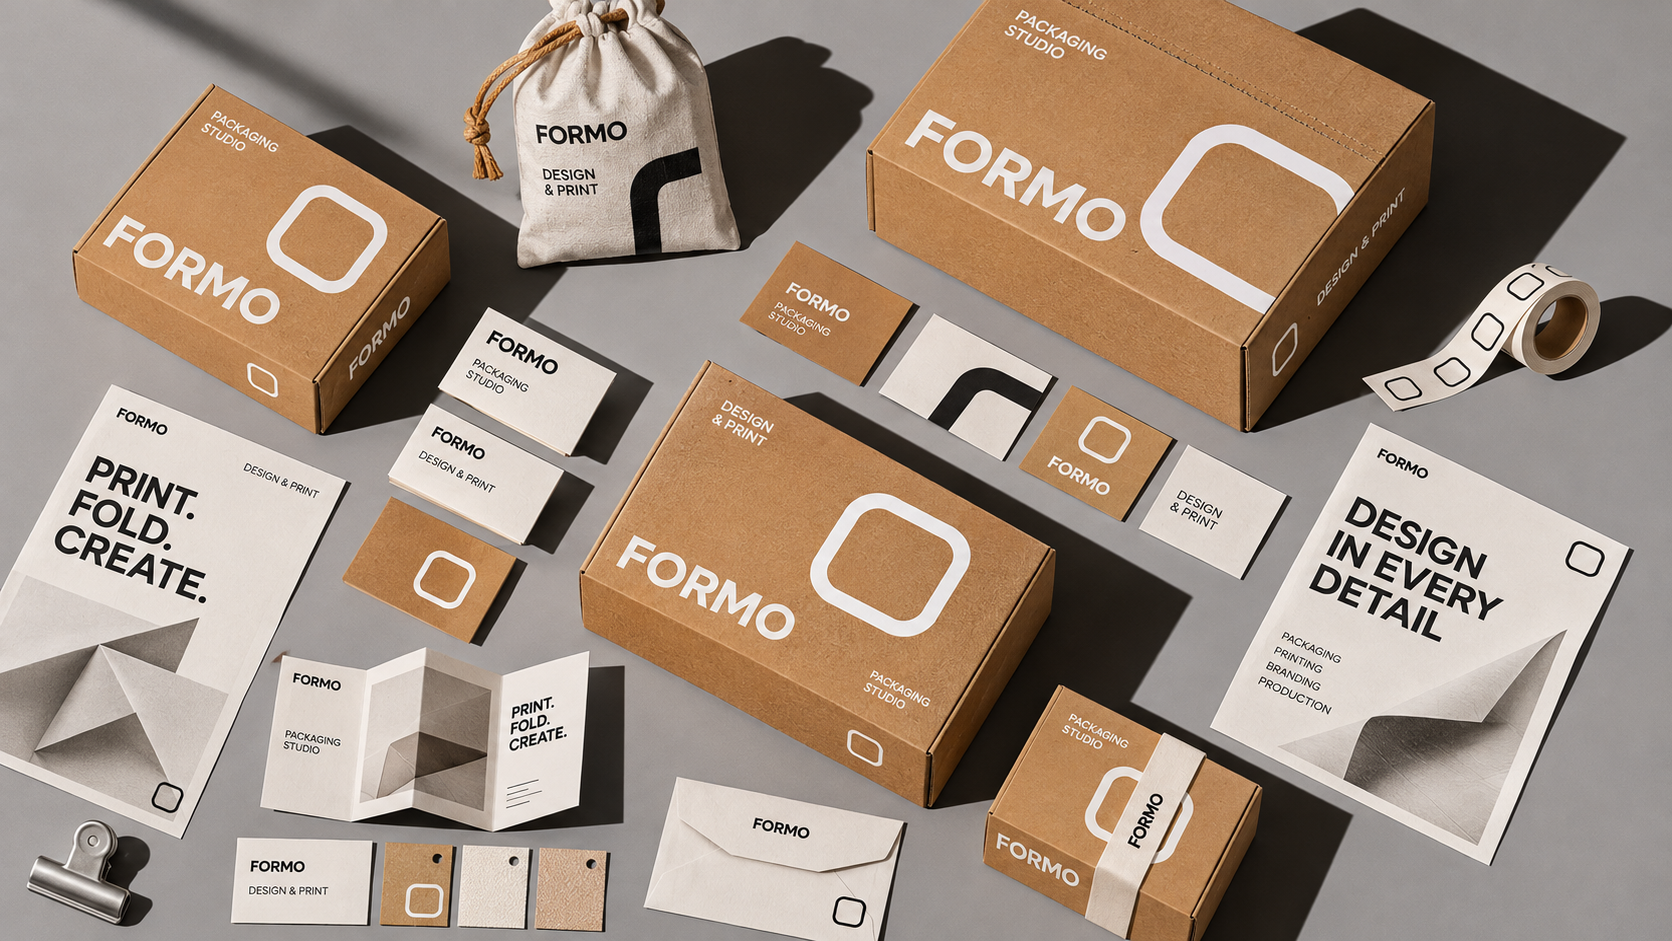 PACKAGING
STUDIO
FORMO
FORMO
FORMO
DESIGN
& PRINT
PACKAGING
STUDIO
FORMO
DESIGN & PRINT
FORMO
PACKAGING
STUDIO
FORMO
PACKAGING
STUDIO
FORMO
DESIGN & PRINT
FORMO
DESIGN
& PRINT
DESIGN
& PRINT
FORMO
PACKAGING
STUDIO
FORMO
DESIGN & PRINT
PRINT.
FOLD.
CREATE.
FORMO
DESIGN
IN EVERY
DETAIL
PACKAGING
PRINTING
BRANDING
PRODUCTION
FORMO
PACKAGING
STUDIO
PRINT.
FOLD.
CREATE.
PACKAGING
STUDIO
FORMO
FORMO
FORMO
DESIGN & PRINT
FORMO